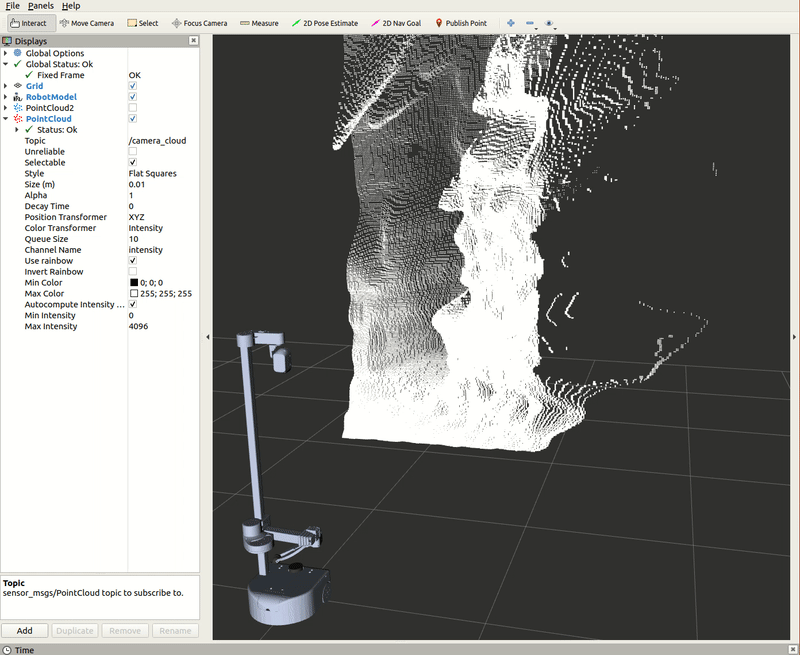 File Panels Help
Interact Move Camera Select Focus Camera Measure 2D Pose Estimate 2D Nav Goal Publish Point
Displays
Global Options
Global Status: Ok
Fixed Frame OK
Grid
RobotModel
PointCloud2
PointCloud
Status: Ok
Topic /camera_cloud
Unreliable
Selectable
Style Flat Squares
Size (m) 0.01
Alpha 1
Decay Time 0
Position Transformer XYZ
Color Transformer Intensity
Queue Size 10
Channel Name intensity
Use rainbow
Invert Rainbow
Min Color 0; 0; 0
Max Color 255; 255; 255
Autocompute Intensity ...
Min Intensity 0
Max Intensity 4096
Topic
sensor_msgs/PointCloud topic to subscribe to.
Add Duplicate Remove Rename
Time